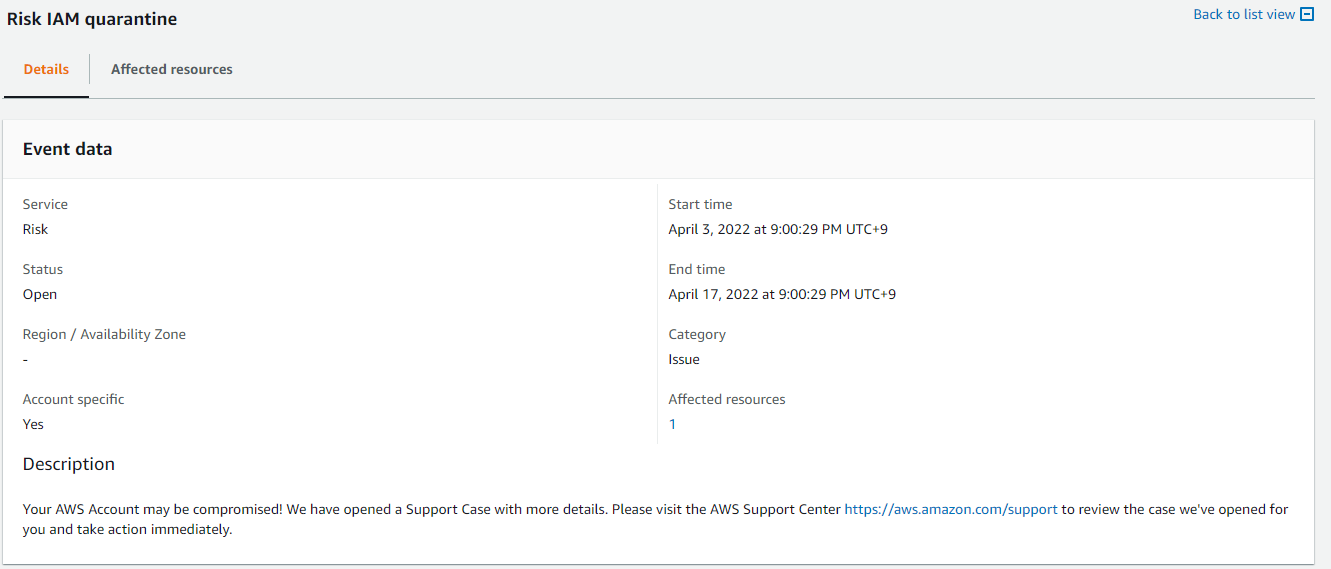 Risk IAM quarantine
Back to list view
Details
Affected resources
Event data
Service
Risk
Start time
April 3, 2022 at 9:00:29 PM UTC+9
Status
Open
End time
April 17, 2022 at 9:00:29 PM UTC+9
Region / Availability Zone
-
Category
Issue
Account specific
Yes
Affected resources
1
Description
Your AWS Account may be compromised! We have opened a Support Case with more details. Please visit the AWS Support Center https://aws.amazon.com/support to review the case we've opened for
you and take action immediately.